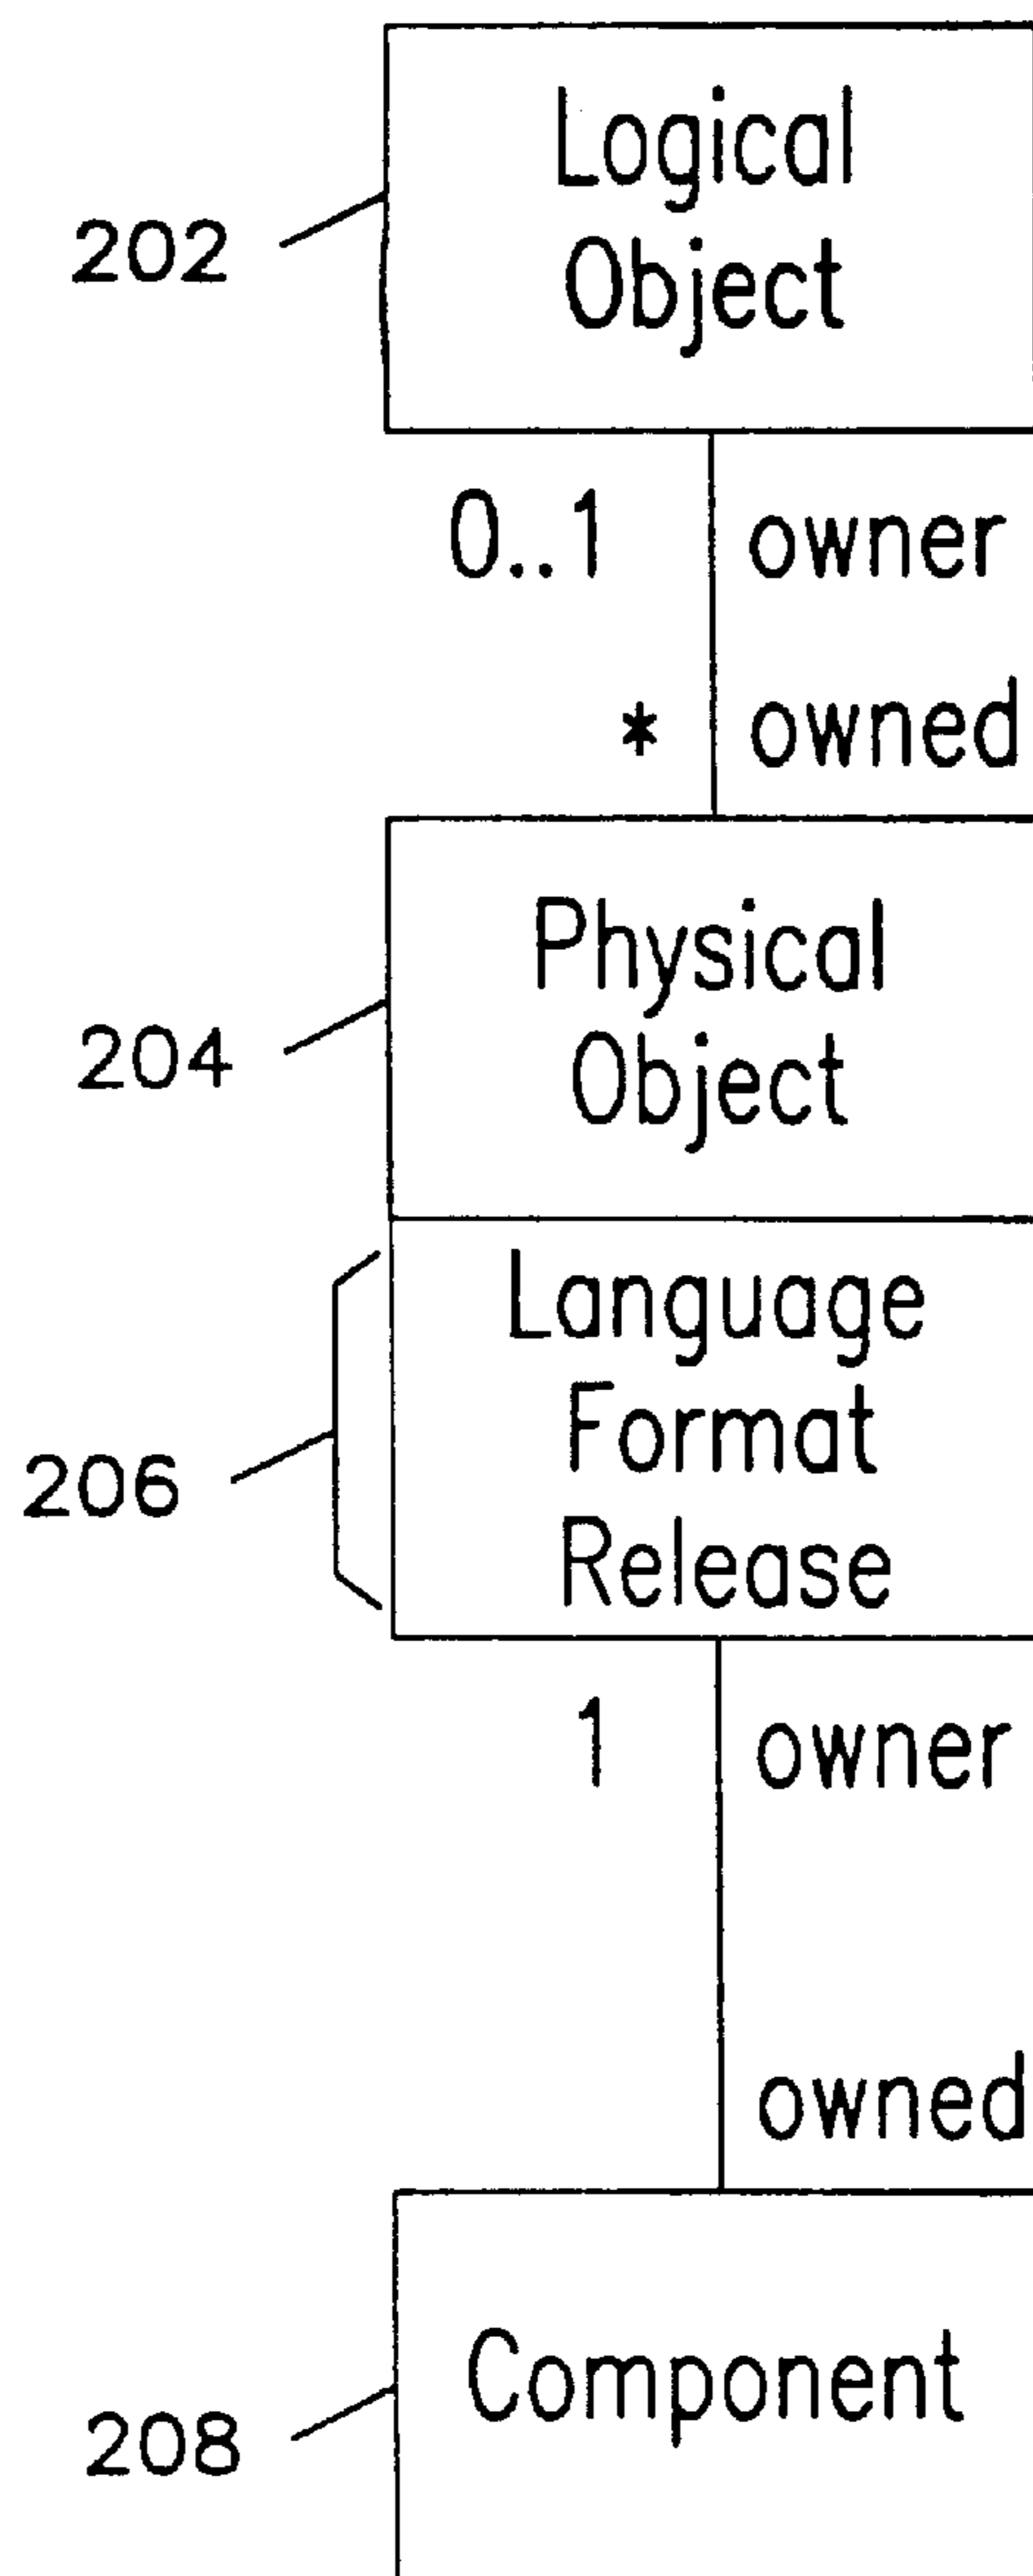 Logical
Object
202
0..1 owner
* owned
Physical
Object
204
Language
Format
Release
206
1 owner
owned
Component
208